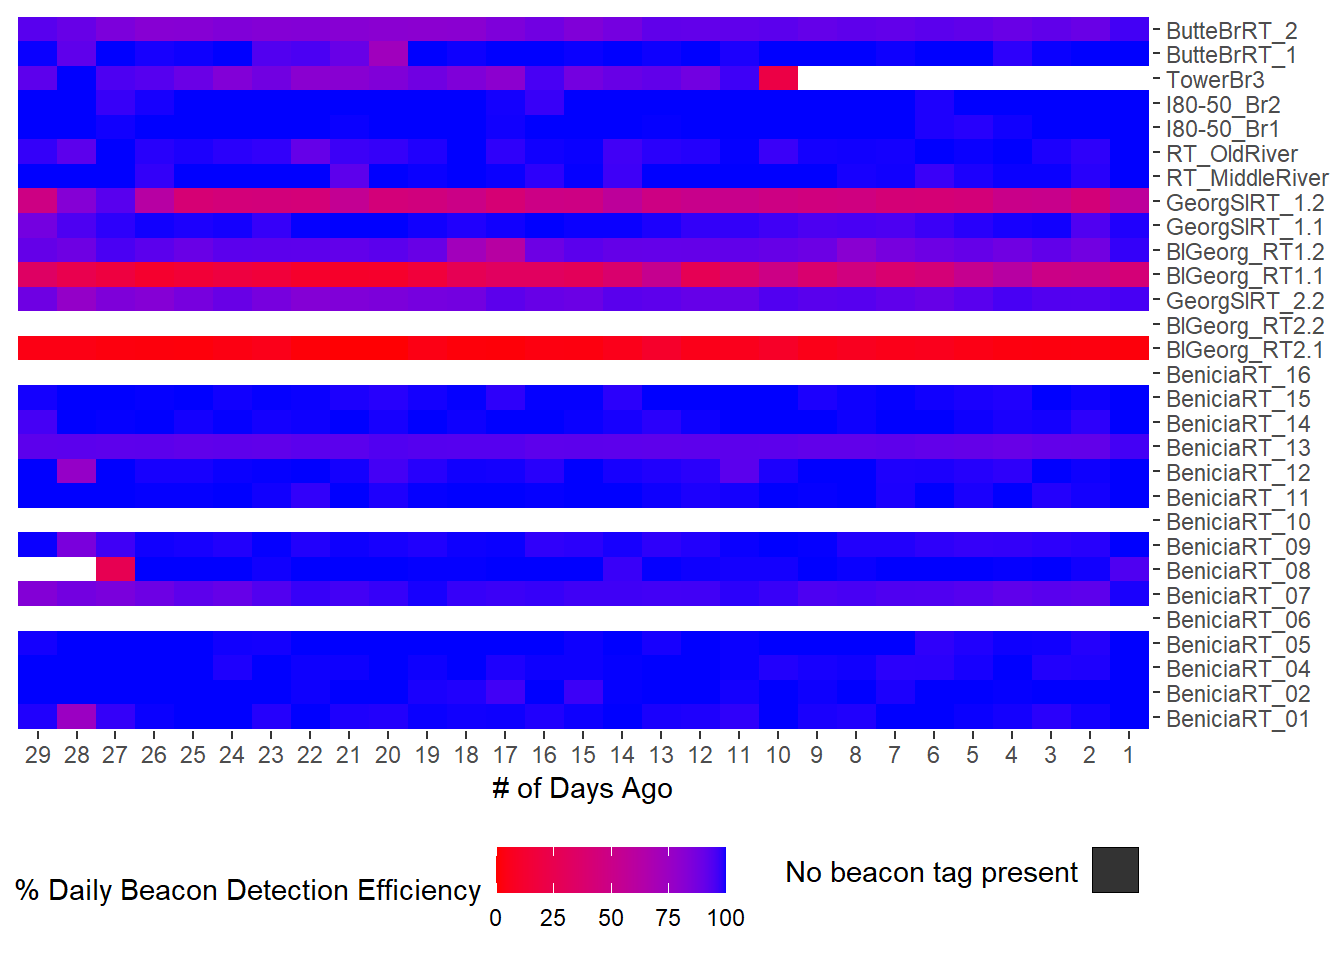 ButteBrRT_2
ButteBrRT_1
TowerBr3
I80-50_Br2
I80-50_Br1
RT_OldRiver
RT_MiddleRiver
GeorgSlRT_1.2
GeorgSlRT_1.1
BlGeorg_RT1.2
BlGeorg_RT1.1
GeorgSlRT_2.2
BlGeorg_RT2.2
BlGeorg_RT2.1
BeniciaRT_16
BeniciaRT_15
BeniciaRT_14
BeniciaRT_13
BeniciaRT_12
BeniciaRT_11
BeniciaRT_10
BeniciaRT_09
BeniciaRT_08
BeniciaRT_07
BeniciaRT_06
BeniciaRT_05
BeniciaRT_04
BeniciaRT_02
BeniciaRT_01
29 28 27 26 25 24 23 22 21 20 19 18 17 16 15 14 13 12 11 10 9 8 7 6 5 4 3 2 1
# of Days Ago
% Daily Beacon Detection Efficiency
0 25 50 75 100
No beacon tag present